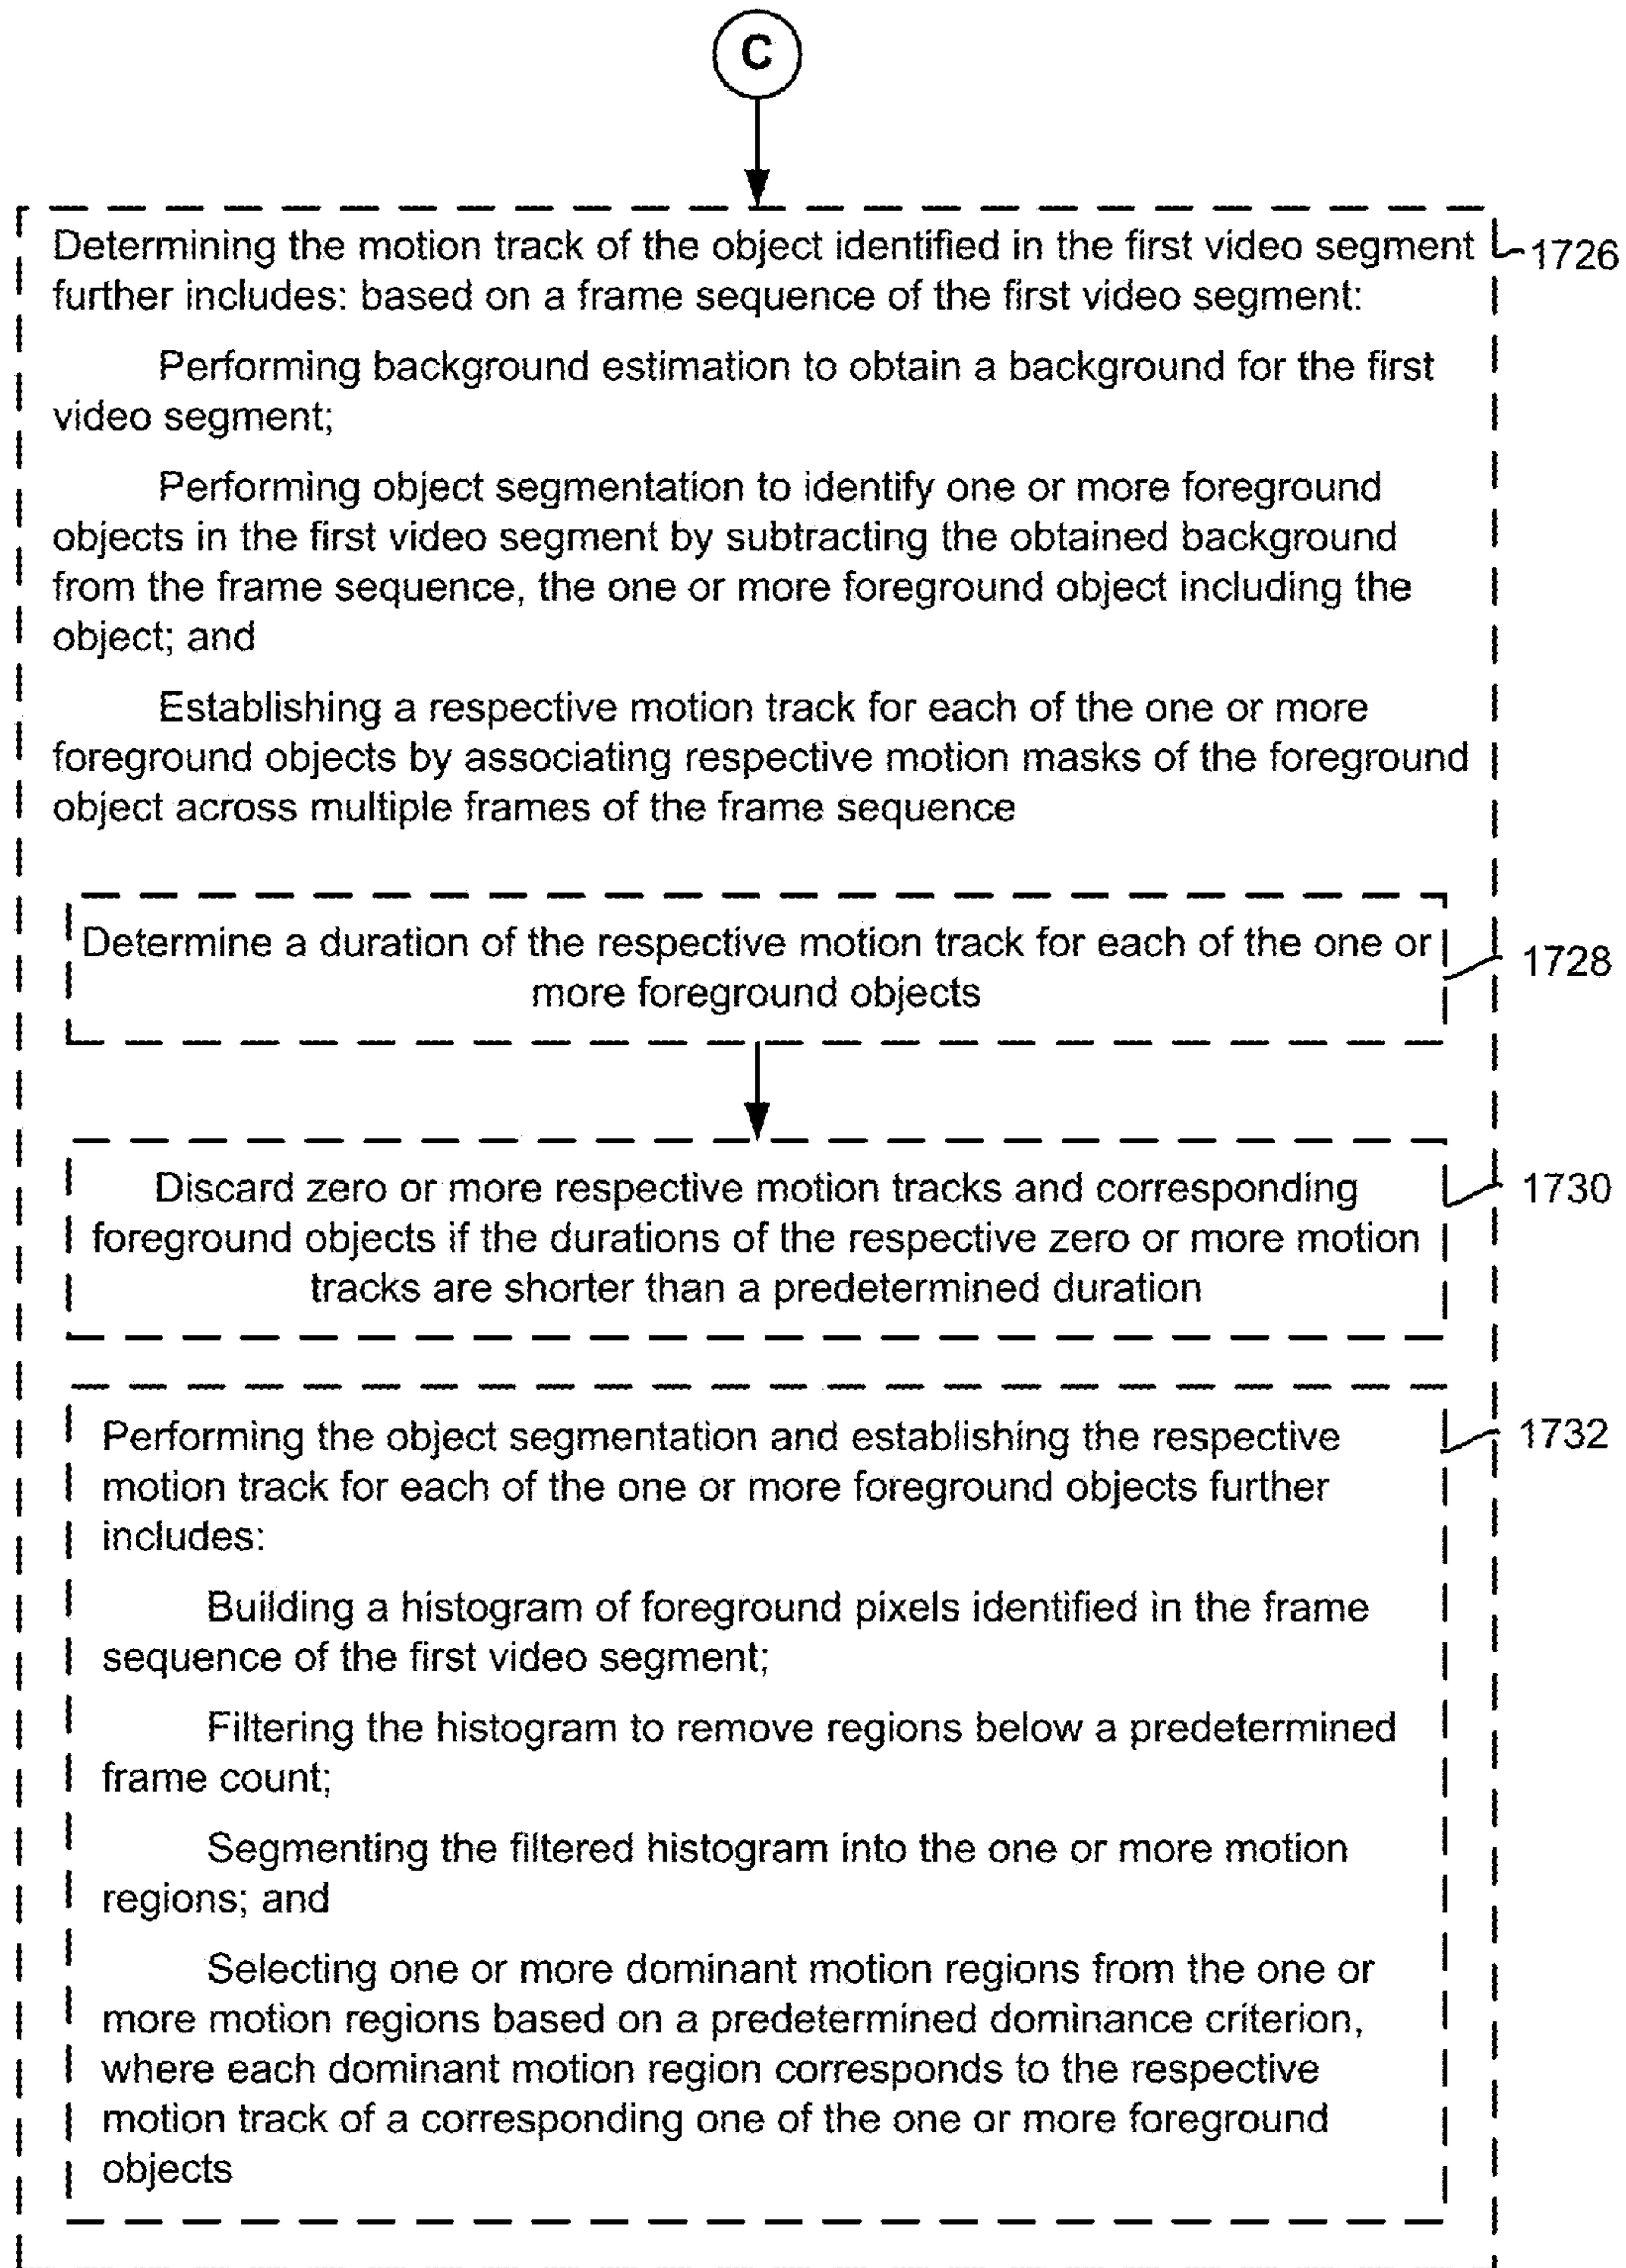 C
Determining the motion track of the object identified in the first video segment
1726
further includes: based on a frame sequence of the first video segment:
Performing background estimation to obtain a background for the first
video segment;
Performing object segmentation to identify one or more foreground
objects in the first video segment by subtracting the obtained background
from the frame sequence, the one or more foreground object including the
object; and
Establishing a respective motion track for each of the one or more
foreground objects by associating respective motion masks of the foreground
object across multiple frames of the frame sequence
Determine a duration of the respective motion track for each of the one or
more foreground objects
1728
Discard zero or more respective motion tracks and corresponding
foreground objects if the durations of the respective zero or more motion
tracks are shorter than a predetermined duration
1730
Performing the object segmentation and establishing the respective
1732
motion track for each of the one or more foreground objects further
includes:
Building a histogram of foreground pixels identified in the frame
sequence of the first video segment;
Filtering the histogram to remove regions below a predetermined
frame count;
Segmenting the filtered histogram into the one or more motion
regions; and
Selecting one or more dominant motion regions from the one or
more motion regions based on a predetermined dominance criterion,
where each dominant motion region corresponds to the respective
motion track of a corresponding one of the one or more foreground
objects